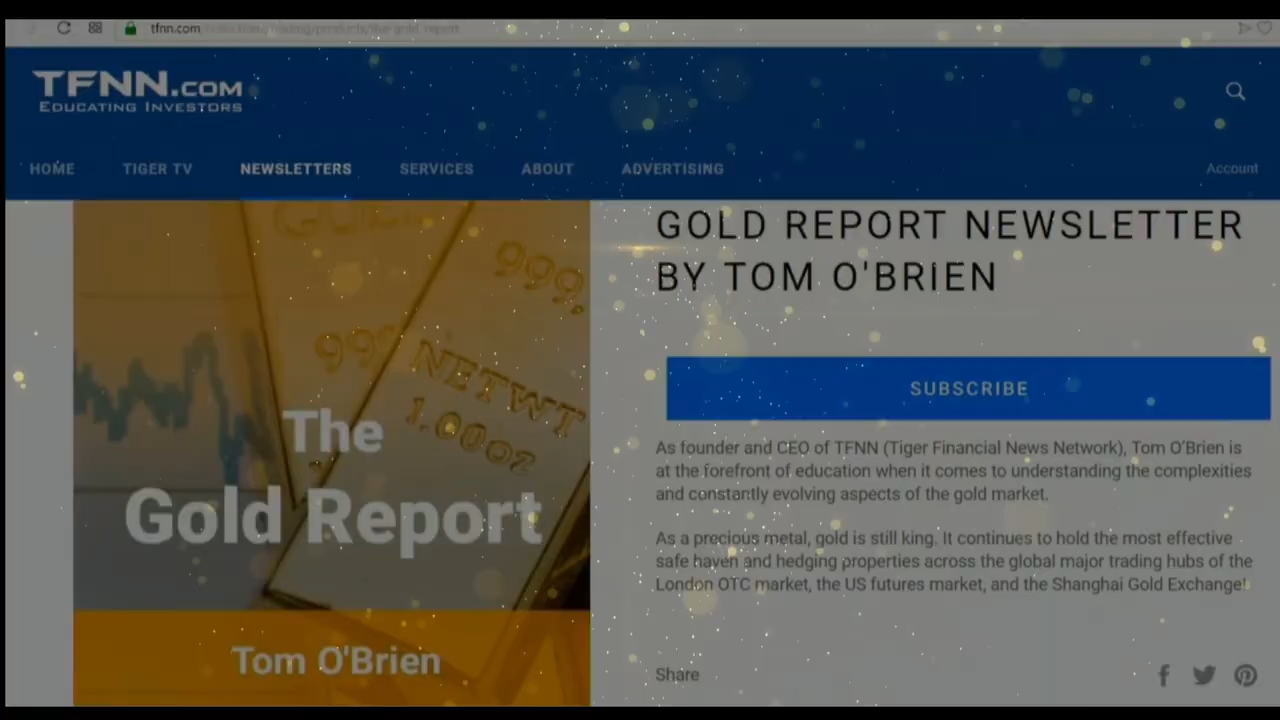 tfnn.com
TFNN.COM
EDUCATING INVESTORS
HOME TIGER TV NEWSLETTERS SERVICES ABOUT ADVERTISING Account
GOLD REPORT NEWSLETTER
BY TOM O'BRIEN
SUBSCRIBE
As founder and CEO of TFNN (Tiger Financial News Network), Tom O'Brien is
at the forefront of education when it comes to understanding the complexities
and constantly evolving aspects of the gold market.
As a precious metal, gold is still king. It continues to hold the most effective
safe haven and hedging properties across the global major trading hubs of the
London OTC market, the US futures market, and the Shanghai Gold Exchange!
Share
999,
NETWT
1.00OZ
The
Gold Report
Tom O'Brien